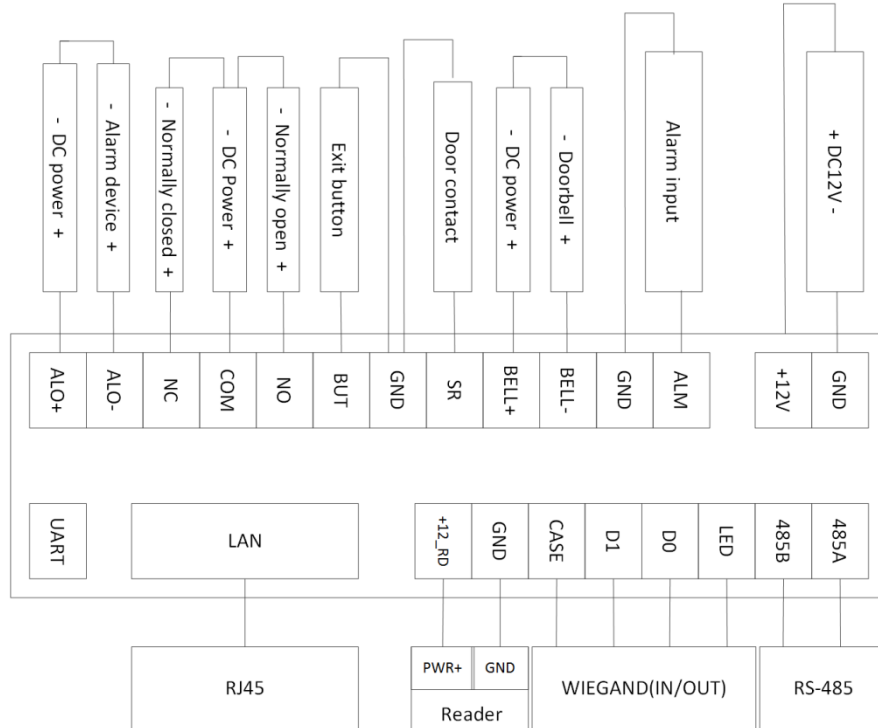 - DC power +
- Alarm device +
- Normally closed +
- DC Power +
- Normally open +
Exit button
Door contact
- DC power +
- Doorbell +
Alarm input
+ DC12V -
ALO+
ALO-
NC
COM
NO
BUT
GND
SR
BELL+
BELL-
GND
ALM
+12V
GND
UART
LAN
+12_RD
GND
CASE
D1
D0
LED
485B
485A
RJ45
PWR+
GND
Reader
WIEGAND(IN/OUT)
RS-485